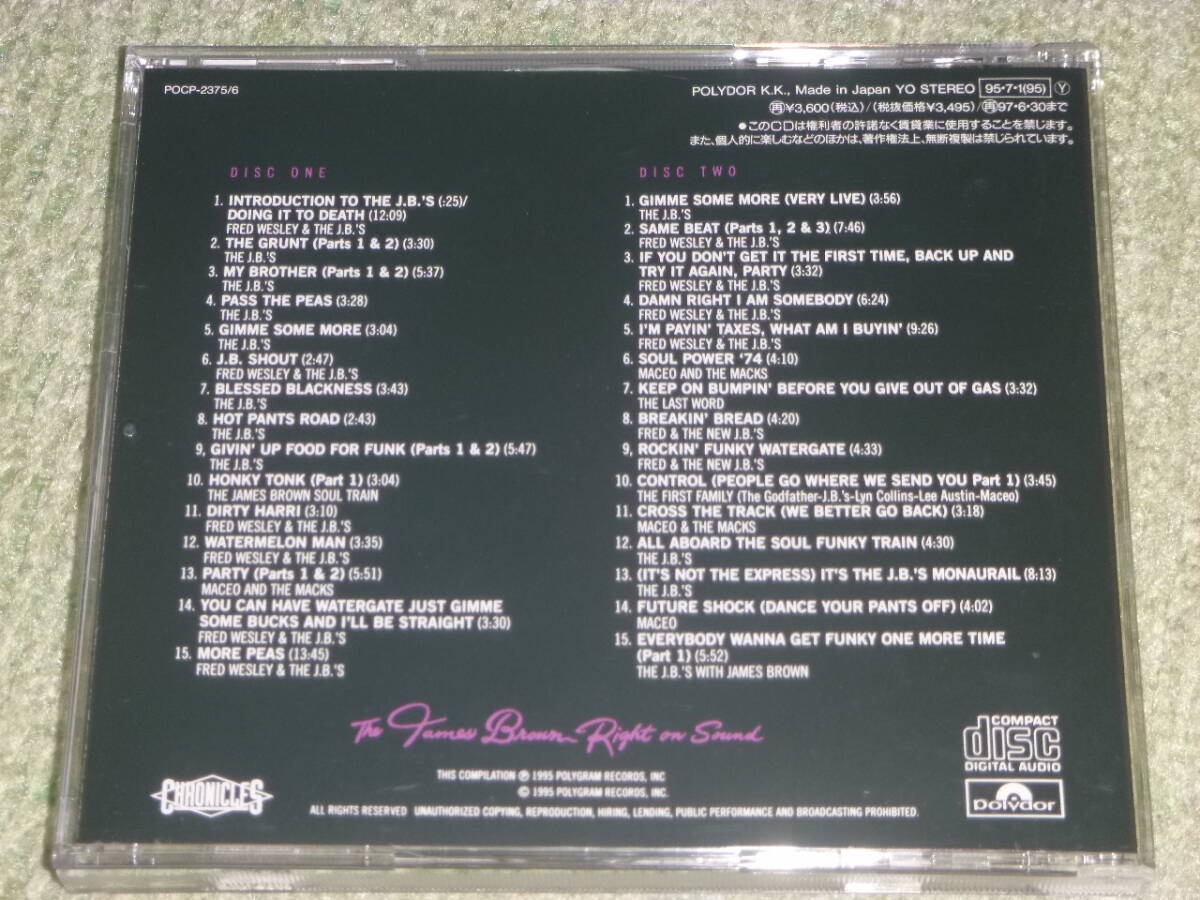 POCP-2375/6
POLYDOR K.K., Made in Japan YO STEREO 95・7・1(95) Ⓨ
㊢¥3,600(税込)/(税抜価格¥3,495)/㊢97・6・30まで
●このCDは権利者の許諾なく賃貸業に使用することを禁じます。
また、個人的に楽しむなどのほかは、著作権法上、無断複製は禁じられています。
DISC ONE
1. INTRODUCTION TO THE J.B.'S (:25)/
DOING IT TO DEATH (12:09)
FRED WESLEY & THE J.B.'S
2. THE GRUNT (Parts 1 & 2) (3:30)
THE J.B.'S
3. MY BROTHER (Parts 1 & 2) (5:37)
THE J.B.'S
4. PASS THE PEAS (3:28)
THE J.B.'S
5. GIMME SOME MORE (3:04)
THE J.B.'S
6. J.B. SHOUT (2:47)
FRED WESLEY & THE J.B.'S
7. BLESSED BLACKNESS (3:43)
THE J.B.'S
8. HOT PANTS ROAD (2:43)
THE J.B.'S
9, GIVIN' UP FOOD FOR FUNK (Parts 1 & 2) (5:47)
THE J.B.'S
10. HONKY TONK (Part 1) (3:04)
THE JAMES BROWN SOUL TRAIN
11. DIRTY HARRI (3:10)
FRED WESLEY & THE J.B.'S
12. WATERMELON MAN (3:35)
FRED WESLEY & THE J.B.'S
13. PARTY (Parts 1 & 2) (5:51)
MACEO AND THE MACKS
14. YOU CAN HAVE WATERGATE JUST GIMME
SOME BUCKS AND I'LL BE STRAIGHT (3:30)
FRED WESLEY & THE J.B.'S
15. MORE PEAS (13:45)
FRED WESLEY & THE J.B.'S
DISC TWO
1. GIMME SOME MORE (VERY LIVE) (3:56)
THE J.B.'S
2. SAME BEAT (Parts 1, 2 & 3) (7:46)
FRED WESLEY & THE J.B.'S
3. IF YOU DON'T GET IT THE FIRST TIME, BACK UP AND
TRY IT AGAIN, PARTY (3:32)
FRED WESLEY & THE J.B.'S
4. DAMN RIGHT I AM SOMEBODY (6:24)
FRED WESLEY & THE J.B.'S
5. I'M PAYIN' TAXES, WHAT AM I BUYIN' (9:26)
FRED WESLEY & THE J.B.'S
6. SOUL POWER '74 (4:10)
MACEO AND THE MACKS
7. KEEP ON BUMPIN' BEFORE YOU GIVE OUT OF GAS (3:32)
THE LAST WORD
8. BREAKIN' BREAD (4:20)
FRED & THE NEW J.B.'S
9. ROCKIN' FUNKY WATERGATE (4:33)
FRED & THE NEW J.B.'S
10. CONTROL (PEOPLE GO WHERE WE SEND YOU Part 1) (3:45)
THE FIRST FAMILY (The Godfather-J.B.'s-Lyn Collins-Lee Austin-Maceo)
11. CROSS THE TRACK (WE BETTER GO BACK) (3:18)
MACEO & THE MACKS
12. ALL ABOARD THE SOUL FUNKY TRAIN (4:30)
THE J.B.'S
13. (IT'S NOT THE EXPRESS) IT'S THE J.B.'S MONAURAIL (8:13)
THE J.B.'S
14. FUTURE SHOCK (DANCE YOUR PANTS OFF) (4:02)
MACEO
15. EVERYBODY WANNA GET FUNKY ONE MORE TIME
(Part 1) (5:52)
THE J.B.'S WITH JAMES BROWN
The James Brown Right on Sound
THIS COMPILATION ℗ 1995 POLYGRAM RECORDS, INC
© 1995 POLYGRAM RECORDS, INC.
ALL RIGHTS RESERVED UNAUTHORIZED COPYING, REPRODUCTION, HIRING, LENDING, PUBLIC PERFORMANCE AND BROADCASTING PROHIBITED.
CHRONICLES
COMPACT
disc
DIGITAL AUDIO
polydor